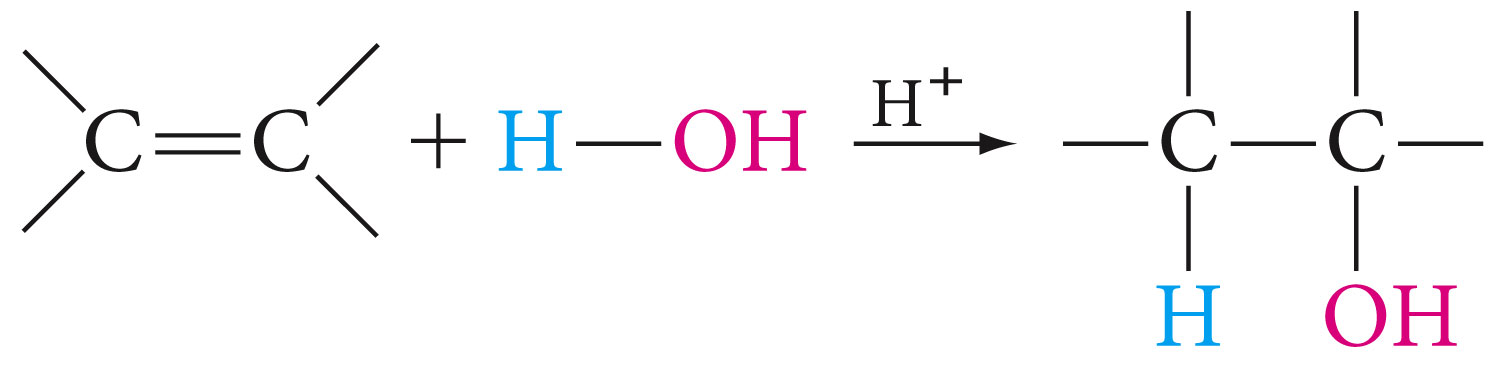 C=C + H—OH H⁺ —C—C—
H OH